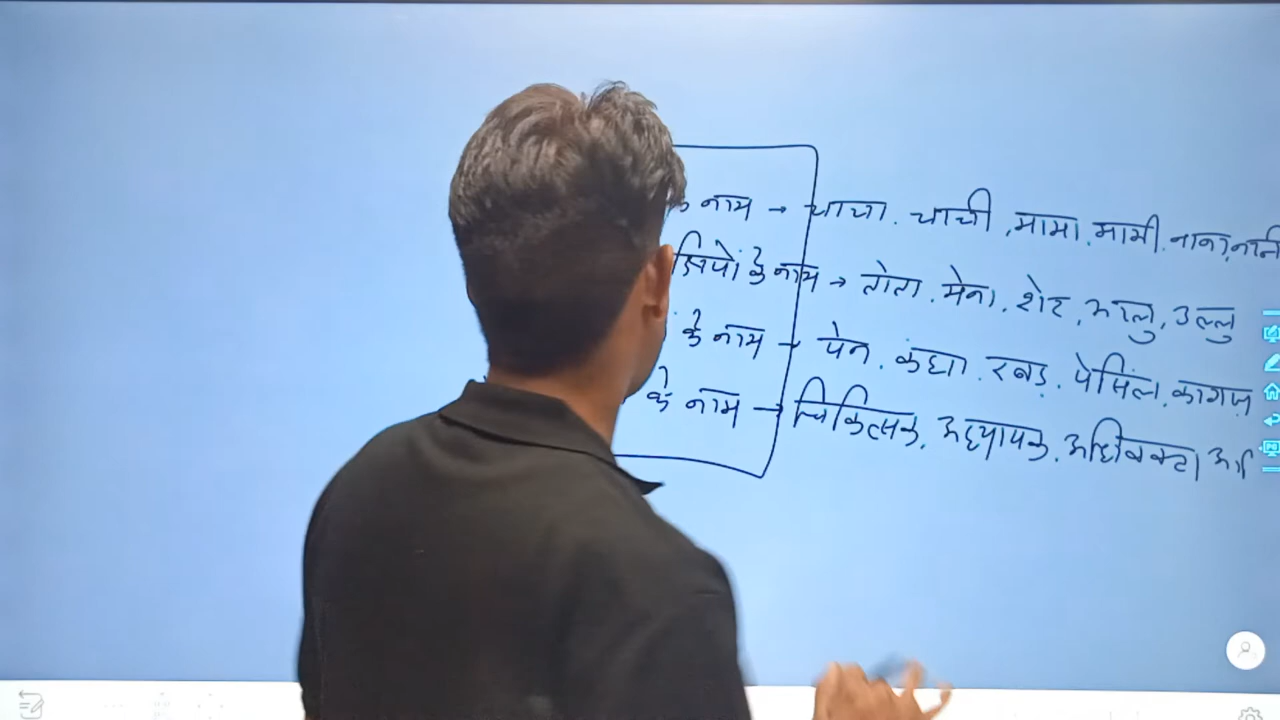 के नाम → चाचा, चाची, मामा, मामी, नाना, नानी
क्षियों के नाम → तोता, मैना, शेर, भालु, उल्लु
के नाम → पेन, कंघा, रबड़, पेंसिल, कागज़
के नाम → चिकित्सक, अध्यापक, अधिवक्टा